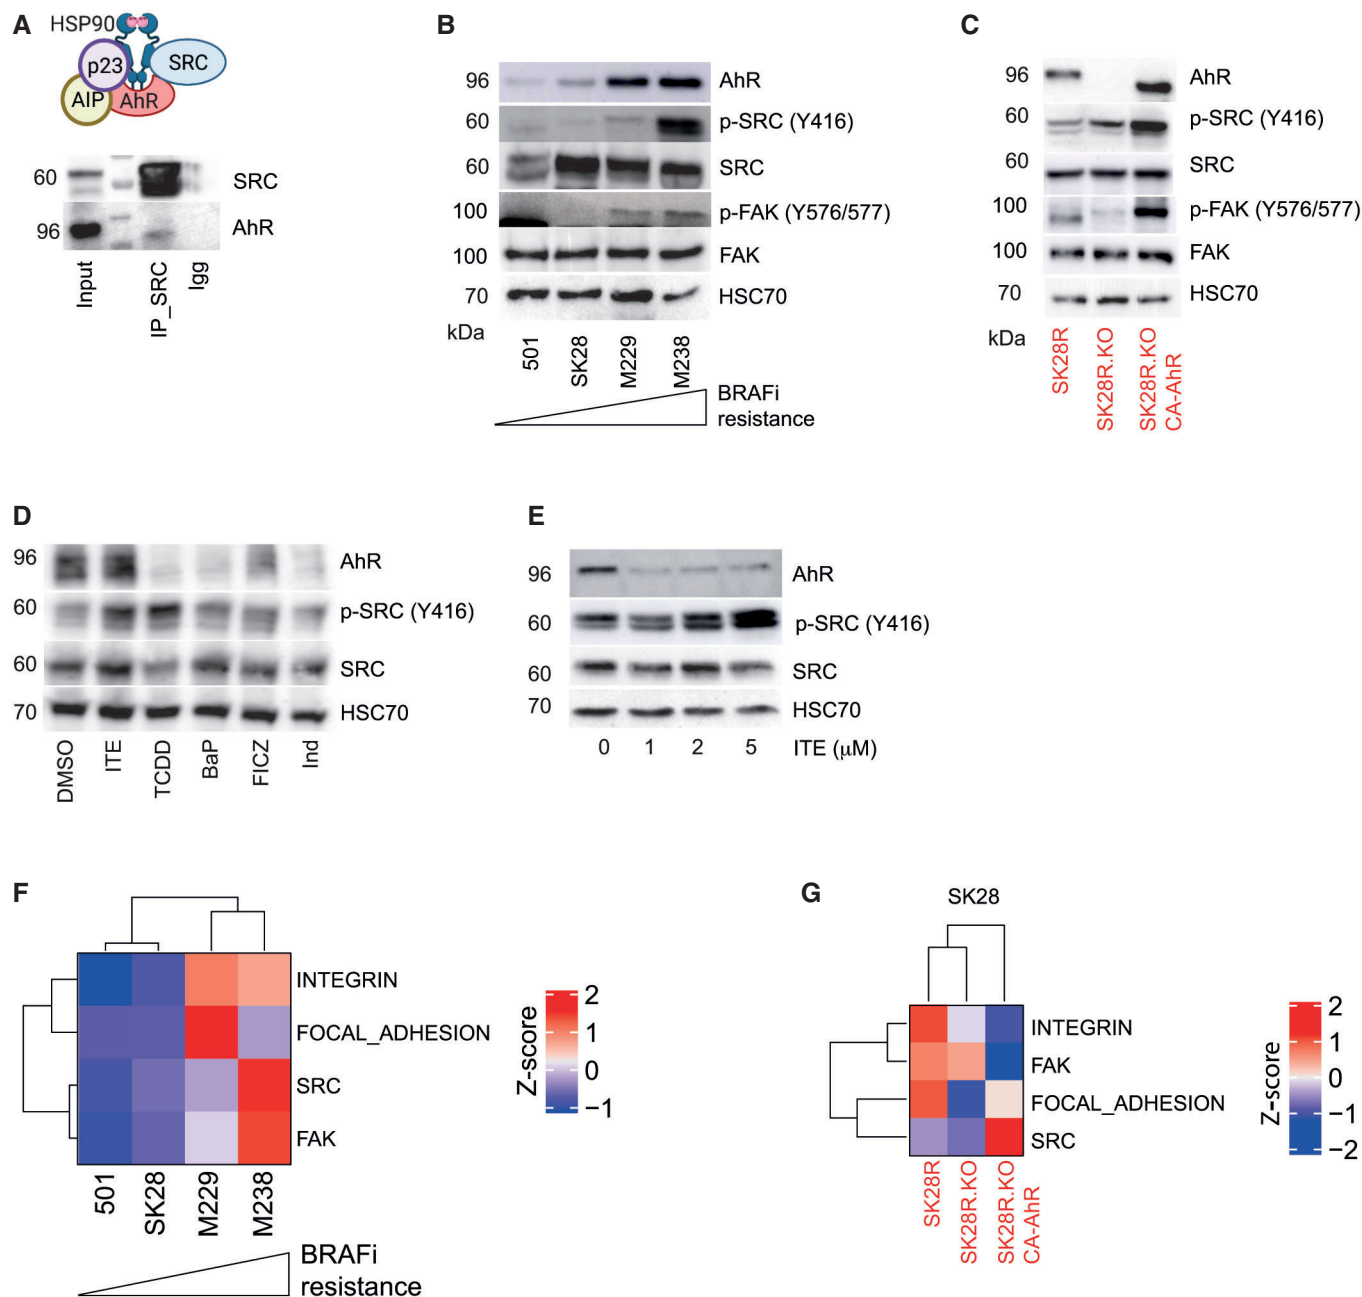 A
HSP90
p23
SRC
AIP
AhR
60
SRC
96
AhR
Input
IP_SRC
Igg
B
96
AhR
60
p-SRC (Y416)
60
SRC
100
p-FAK (Y576/577)
100
FAK
70
HSC70
kDa
501
SK28
M229
M238
BRAFi
resistance
C
96
AhR
60
p-SRC (Y416)
60
SRC
100
p-FAK (Y576/577)
100
FAK
70
HSC70
kDa
SK28R
SK28R.KO
SK28R.KO
CA-AhR
D
96
AhR
60
p-SRC (Y416)
60
SRC
70
HSC70
DMSO
ITE
TCDD
BaP
FICZ
Ind
E
96
AhR
60
p-SRC (Y416)
60
SRC
70
HSC70
0 1 2 5 ITE (μM)
F
INTEGRIN
FOCAL_ADHESION
SRC
FAK
501
SK28
M229
M238
BRAFi
resistance
Z-score
2
1
0
−1
G
SK28
INTEGRIN
FAK
FOCAL_ADHESION
SRC
SK28R
SK28R.KO
SK28R.KO
CA-AhR
Z-score
2
1
0
−1
−2